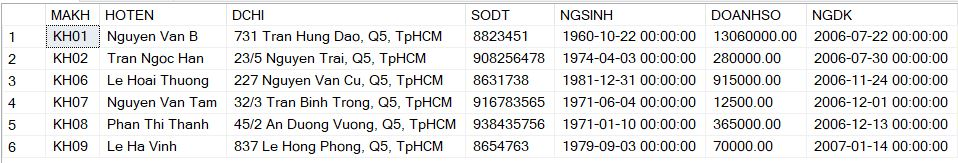 MAKH HOTEN DCHI SODT NGSINH DOANHSO NGDK
1 KH01 Nguyen Van B 731 Tran Hung Dao, Q5, TpHCM 8823451 1960-10-22 00:00:00 13060000.00 2006-07-22 00:00:00
2 KH02 Tran Ngoc Han 23/5 Nguyen Trai, Q5, TpHCM 908256478 1974-04-03 00:00:00 280000.00 2006-07-30 00:00:00
3 KH06 Le Hoai Thuong 227 Nguyen Van Cu, Q5, TpHCM 8631738 1981-12-31 00:00:00 915000.00 2006-11-24 00:00:00
4 KH07 Nguyen Van Tam 32/3 Tran Binh Trong, Q5, TpHCM 916783565 1971-06-04 00:00:00 12500.00 2006-12-01 00:00:00
5 KH08 Phan Thi Thanh 45/2 An Duong Vuong, Q5, TpHCM 938435756 1971-01-10 00:00:00 365000.00 2006-12-13 00:00:00
6 KH09 Le Ha Vinh 837 Le Hong Phong, Q5, TpHCM 8654763 1979-09-03 00:00:00 70000.00 2007-01-14 00:00:00